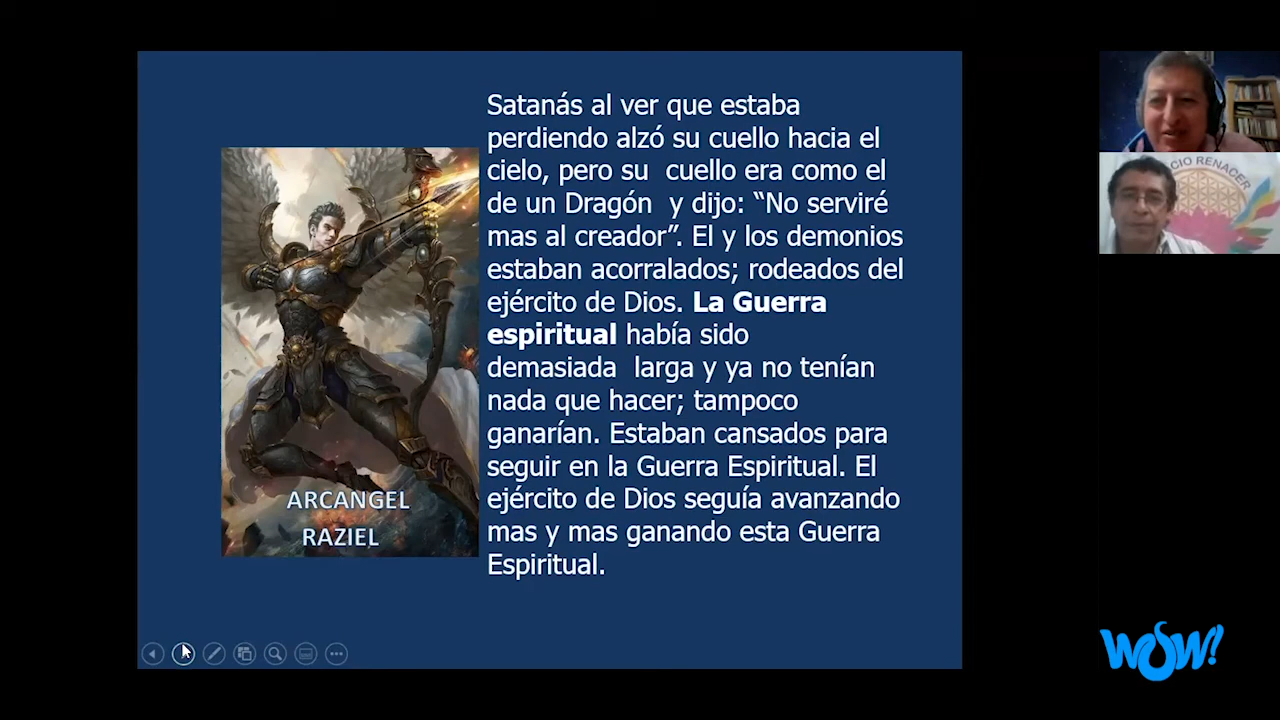 Satanás al ver que estaba
perdiendo alzó su cuello hacia el
cielo, pero su cuello era como el
de un Dragón y dijo: “No serviré
mas al creador”. El y los demonios
estaban acorralados; rodeados del
ejército de Dios. La Guerra
espiritual había sido
demasiada larga y ya no tenían
nada que hacer; tampoco
ganarían. Estaban cansados para
seguir en la Guerra Espiritual. El
ejército de Dios seguía avanzando
mas y mas ganando esta Guerra
Espiritual.
ARCANGEL
RAZIEL
CIO RENACER
WOW!